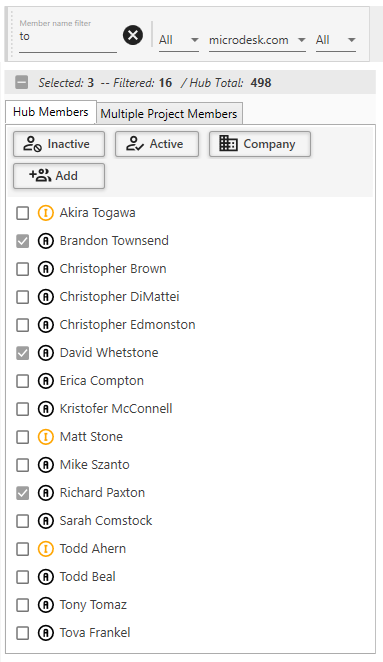 Member name filter
to
All microdesk.com All
Selected: 3 -- Filtered: 16 / Hub Total: 498
Hub Members Multiple Project Members
Inactive Active Company
Add
I Akira Togawa
A Brandon Townsend
A Christopher Brown
A Christopher DiMattei
A Christopher Edmonston
A David Whetstone
A Erica Compton
A Kristofer McConnell
I Matt Stone
A Mike Szanto
A Richard Paxton
A Sarah Comstock
I Todd Ahern
A Todd Beal
A Tony Tomaz
A Tova Frankel